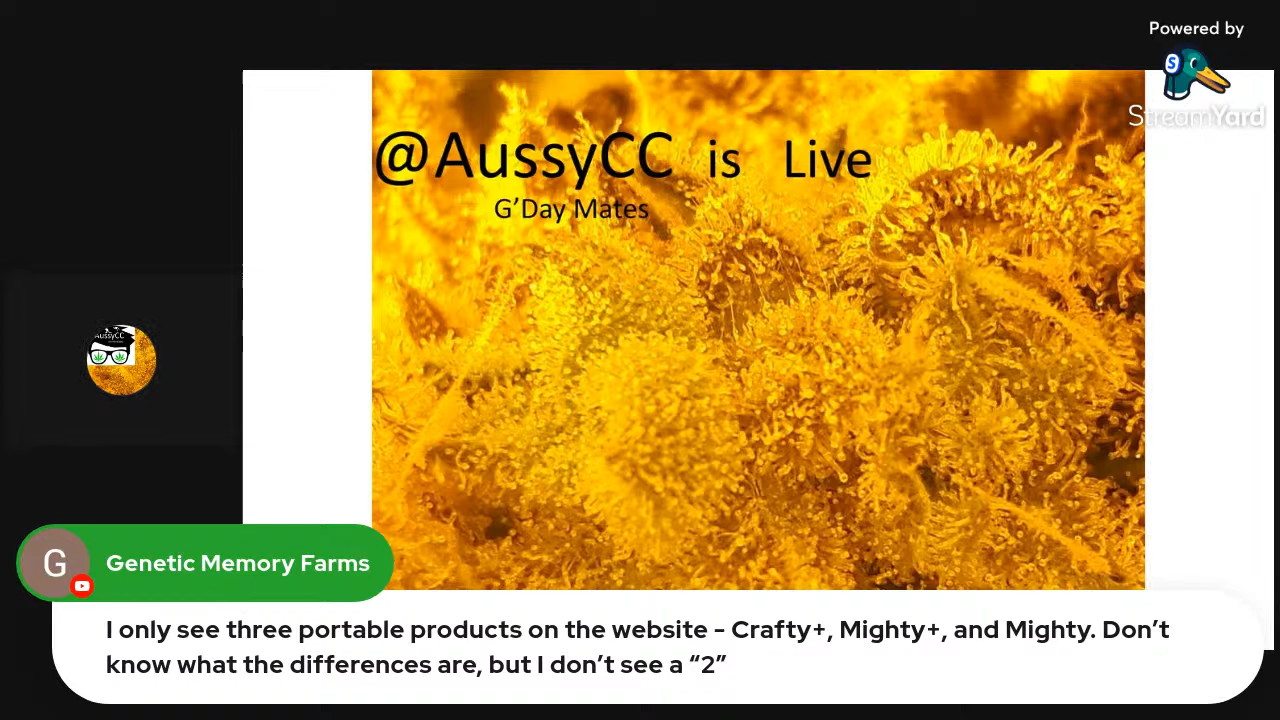 Powered by
StreamYard
@AussyCC is Live
G’Day Mates
AussyCC
Genetic Memory Farms
G
I only see three portable products on the website - Crafty+, Mighty+, and Mighty. Don’t
know what the differences are, but I don’t see a “2”